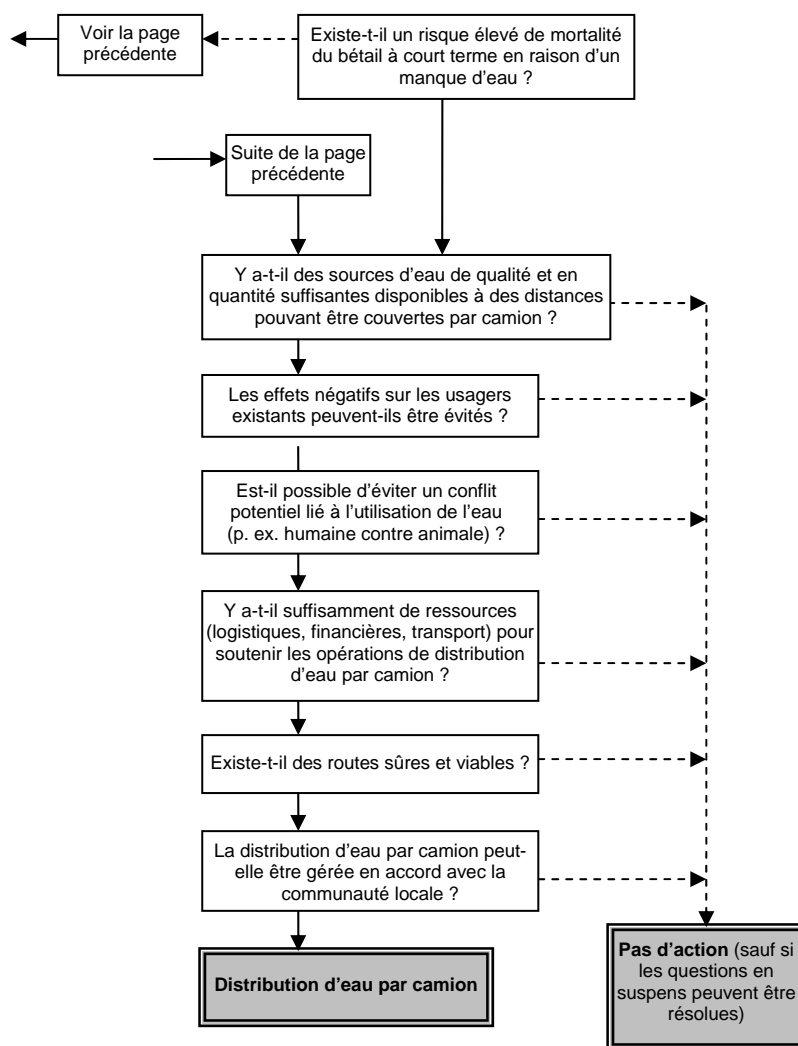 Voir la page
précédente
Existe-t-il un risque élevé de mortalité
du bétail à court terme en raison d'un
manque d'eau ?
Suite de la page
précédente
Y a-t-il des sources d'eau de qualité et en
quantité suffisantes disponibles à des distances
pouvant être couvertes par camion ?
Les effets négatifs sur les usagers
existants peuvent-ils être évités ?
Est-il possible d'éviter un conflit
potentiel lié à l'utilisation de l'eau
(p. ex. humaine contre animale) ?
Y a-t-il suffisamment de ressources
(logistiques, financières, transport) pour
soutenir les opérations de distribution
d'eau par camion ?
Existe-t-il des routes sûres et viables ?
La distribution d'eau par camion peut-
elle être gérée en accord avec la
communauté locale ?
Distribution d'eau par camion
Pas d'action (sauf si
les questions en
suspens peuvent être
résolues)